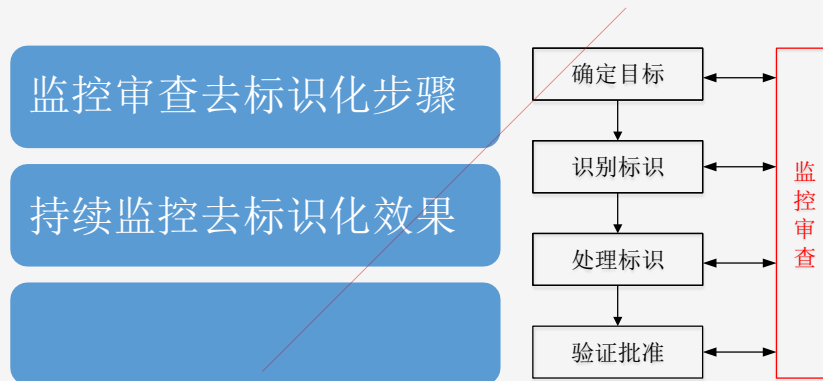 监控审查去标识化步骤
持续监控去标识化效果
确定目标
识别标识
处理标识
验证批准
监控审查